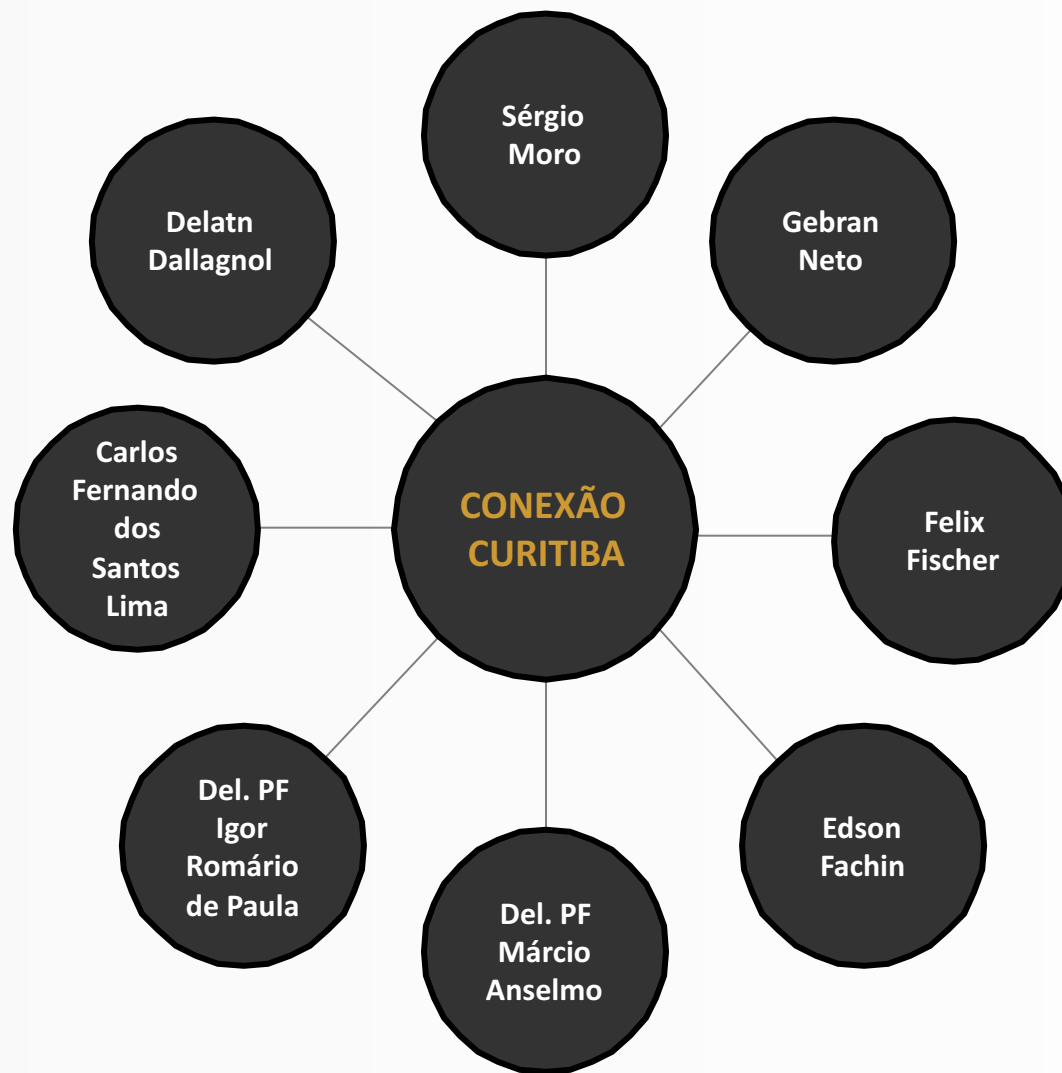 Sérgio
Moro
Delatn
Dallagnol
Gebran
Neto
Carlos
Fernando
dos
Santos
Lima
CONEXÃO
CURITIBA
Felix
Fischer
Del. PF
Igor
Romário
de Paula
Edson
Fachin
Del. PF
Márcio
Anselmo